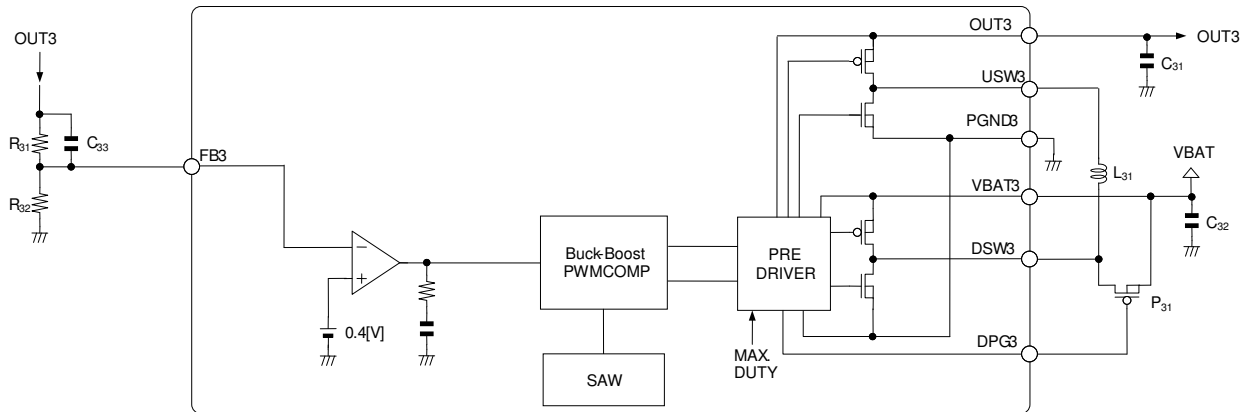 OUT3
R31
C33
R32
FB3
0.4[V]
Buck-Boost
PWMCOMP
SAW
PRE
DRIVER
MAX.
DUTY
OUT3
USW3
PGND3
VBAT3
DSW3
DPG3
OUT3
C31
L31
VBAT
C32
P31